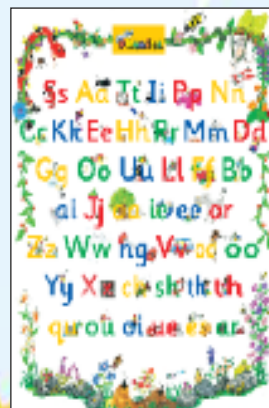 Ss Aa Tt Ii Pp Nn
Cc Kk Ee Hh Rr Mm Dd
Gg Oo Uu Ll Ff Bb
ai Jj oa ie ee or
Zz Ww ng Vv oo oo
Yy Xx ch sh th th
qu ou oi ue er ar